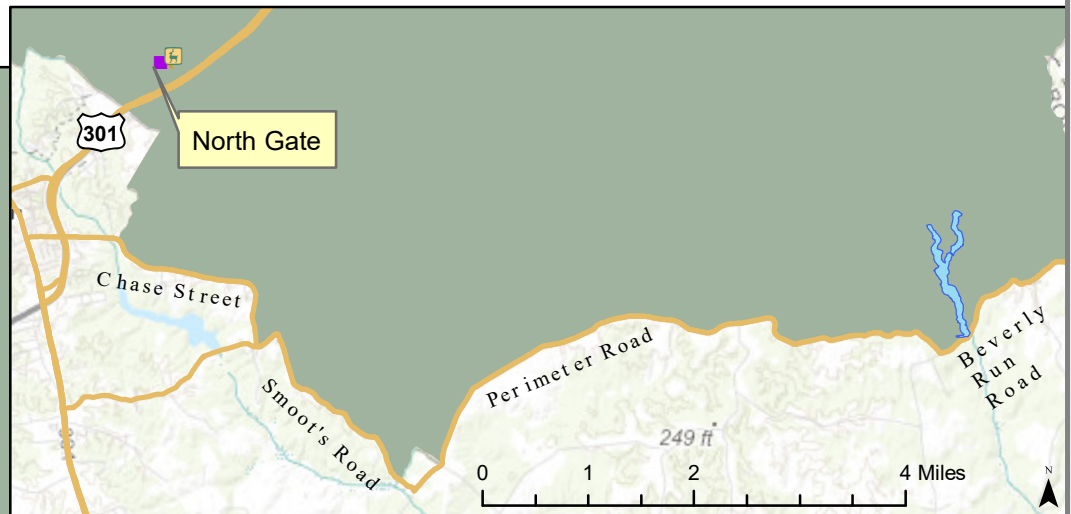 301
North Gate
Chase Street
Smoot's Road
Perimeter Road
Beverly
Run
Road
249 ft
0 1 2 4 Miles
N